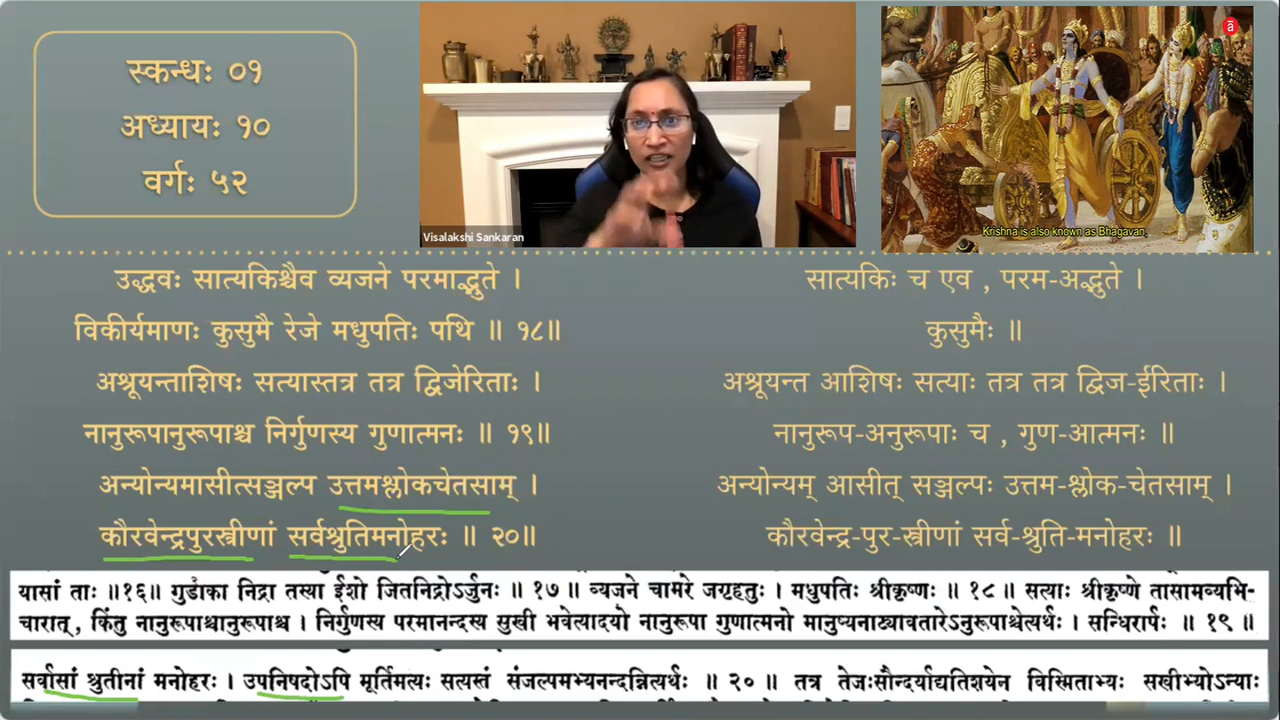 स्कन्धः ०१
अध्यायः १०
वर्गः ५२
Visalakshi Sankaran
ā
Krishna is also known as Bhagavan.
उद्धवः सात्यकिश्चैव व्यजने परमाद्भुते ।
विकीर्यमाणः कुसुमै रेजे मधुपतिः पथि ॥ १८॥
अश्रूयन्ताशिषः सत्यास्तत्र तत्र द्विजेरिताः ।
नानुरूपानुरूपाश्च निर्गुणस्य गुणात्मनः ॥ १९॥
अन्योन्यमासीत्सञ्जल्प उत्तमश्लोकचेतसाम् ।
कौरवेन्द्रपुरस्त्रीणां सर्वश्रुतिमनोहरः ॥ २०॥
सात्यकिः च एव , परम-अद्भुते ।
कुसुमैः ॥
अश्रूयन्त आशिषः सत्याः तत्र तत्र द्विज-ईरिताः ।
नानुरूप-अनुरूपाः च , गुण-आत्मनः ॥
अन्योन्यम् आसीत् सञ्जल्पः उत्तम-श्लोक-चेतसाम् ।
कौरवेन्द्र-पुर-स्त्रीणां सर्व-श्रुति-मनोहरः ॥
यासां ताः ॥१६॥ गुडाका निद्रा तस्या ईशो जितनिद्रोऽर्जुनः ॥ १७ ॥ व्यजने चामरे जगृहतुः । मधुपतिः श्रीकृष्णः ॥ १८ ॥ सत्याः श्रीकृष्णे तासामव्यभि-
चारात्, किंतु नानुरूपाश्चानुरूपाश्च । निर्गुणस्य परमानन्दस्य सुखी भवेत्यादयो नानुरूपा गुणात्मनो मानुष्यनाट्यावतारेऽनुरूपाश्चेत्यर्थः । सन्धिरार्षः ॥ १९ ॥
सर्वासां श्रुतीनां मनोहरः । उपनिषदोऽपि मूर्तिमत्यः सत्यस्तं संजल्पमभ्यनन्दन्नित्यर्थः ॥ २० ॥ तत्र तेजःसौन्दर्याद्यतिशयेन विस्मिताभ्यः सखीभ्योऽन्याः